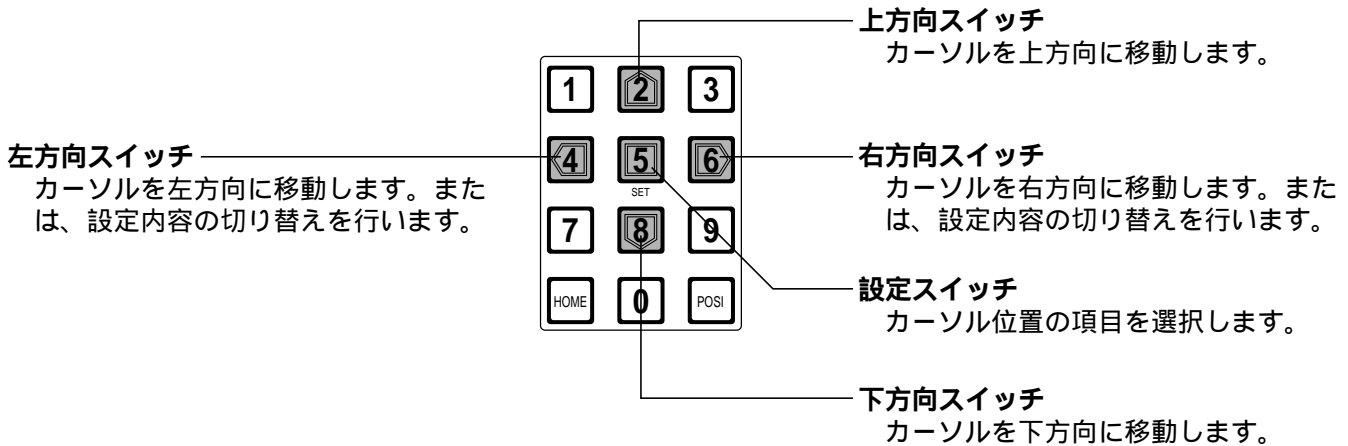 上方向スイッチ
カーソルを上方向に移動します。
1 2 3
左方向スイッチ
カーソルを左方向に移動します。また
は、設定内容の切り替えを行います。
4 5 6
SET
右方向スイッチ
カーソルを右方向に移動します。また
は、設定内容の切り替えを行います。
7 8 9
HOME 0 POSI
設定スイッチ
カーソル位置の項目を選択します。
下方向スイッチ
カーソルを下方向に移動します。